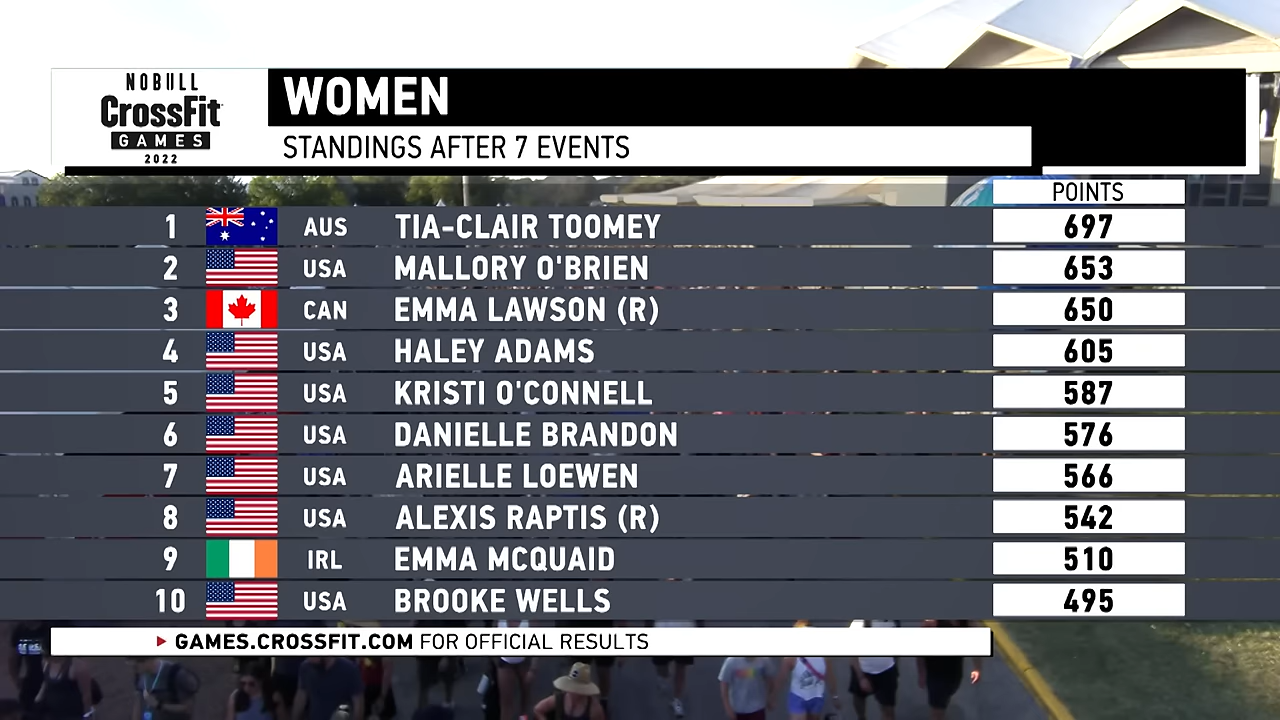 NOBULL
CrossFit
GAMES
2022
WOMEN
STANDINGS AFTER 7 EVENTS
POINTS
1 AUS TIA-CLAIR TOOMEY 697
2 USA MALLORY O'BRIEN 653
3 CAN EMMA LAWSON (R) 650
4 USA HALEY ADAMS 605
5 USA KRISTI O'CONNELL 587
6 USA DANIELLE BRANDON 576
7 USA ARIELLE LOEWEN 566
8 USA ALEXIS RAPTIS (R) 542
9 IRL EMMA MCQUAID 510
10 USA BROOKE WELLS 495
GAMES.CROSSFIT.COM FOR OFFICIAL RESULTS